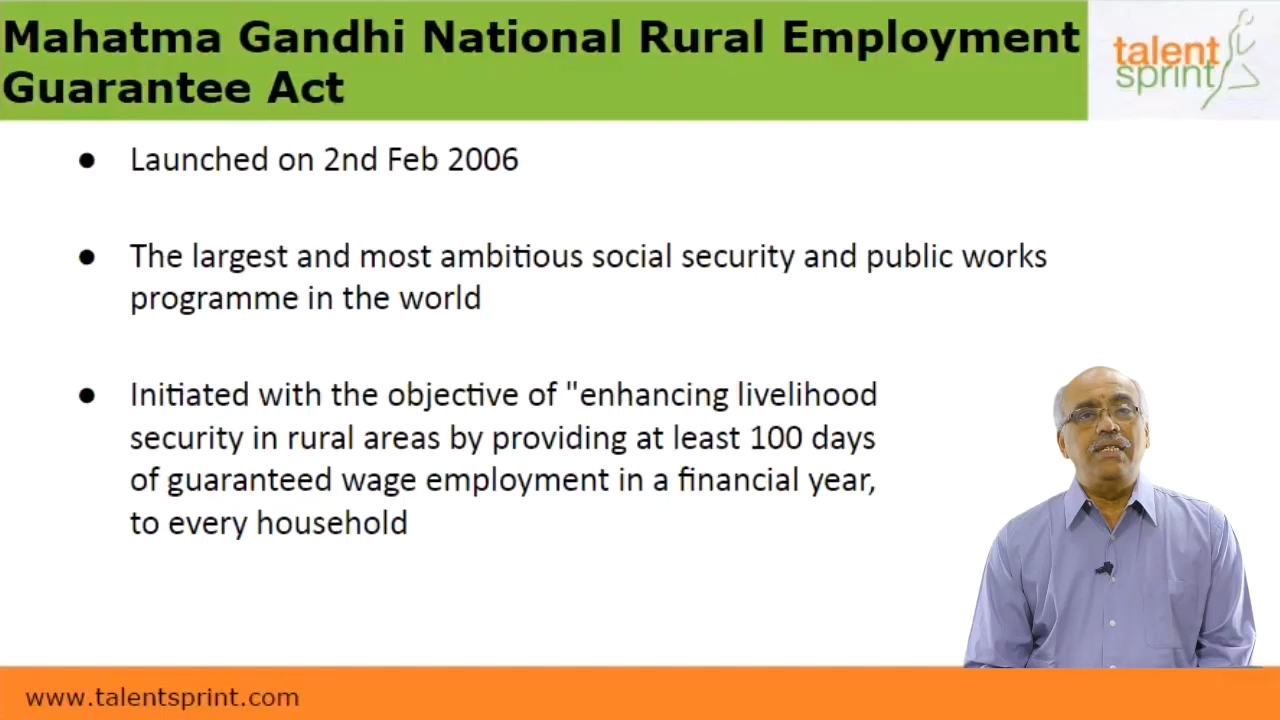 Mahatma Gandhi National Rural Employment
Guarantee Act
talent
sprint
● Launched on 2nd Feb 2006
● The largest and most ambitious social security and public works
programme in the world
● Initiated with the objective of "enhancing livelihood
security in rural areas by providing at least 100 days
of guaranteed wage employment in a financial year,
to every household
www.talentsprint.com